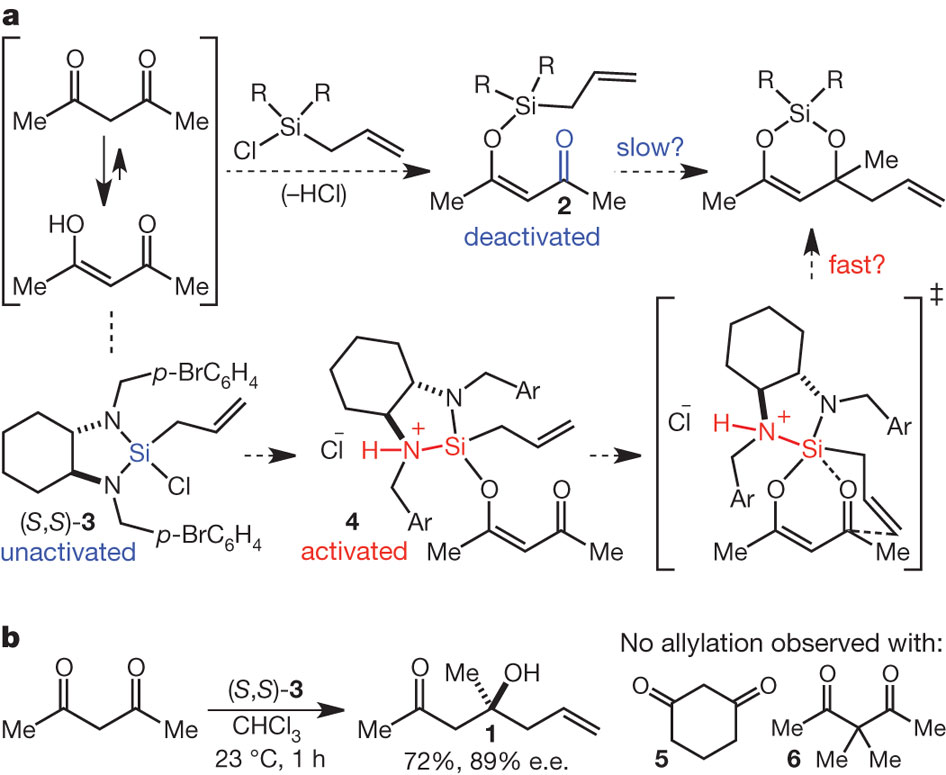 a
O O
Me Me
HO O
Me Me
R R
Si
Cl
(–HCl)
R R
Si
O O
Me 2 Me
deactivated
slow?
R R
Si
O O
Me
Me
fast?
p-BrC6H4
N
Si
N Cl
p-BrC6H4
(S,S)-3
unactivated
N Ar
Cl–
H–N+ Si
O O
Ar
4
Me Me
activated
‡
Cl–
H–N+ N
Si Ar
O O
Ar
Me Me
b
O O
Me Me
(S,S)-3
CHCl3
23 °C, 1 h
O Me OH
Me 1
72%, 89% e.e.
No allylation observed with:
O O
5
O O
Me Me
6 Me Me